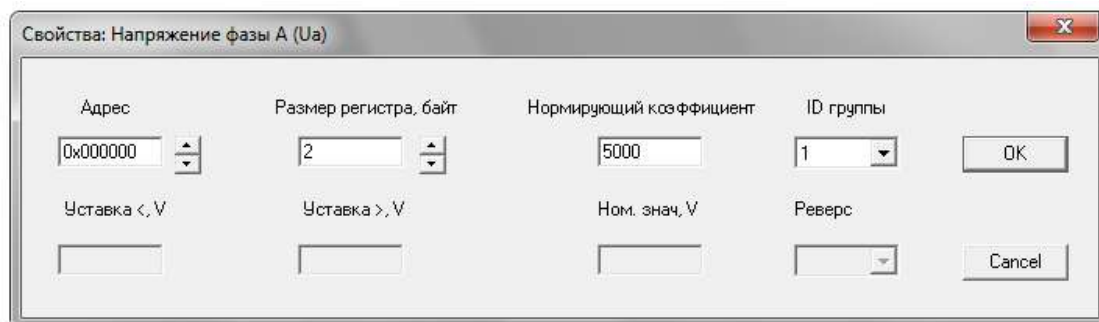 Свойства: Напряжение фазы A (Ua)
Адрес Размер регистра, байт Нормирующий коэффициент ID группы
0x000000 2 5000 1 OK
Уставка <, V Уставка >, V Ном. знач, V Реверс
Cancel